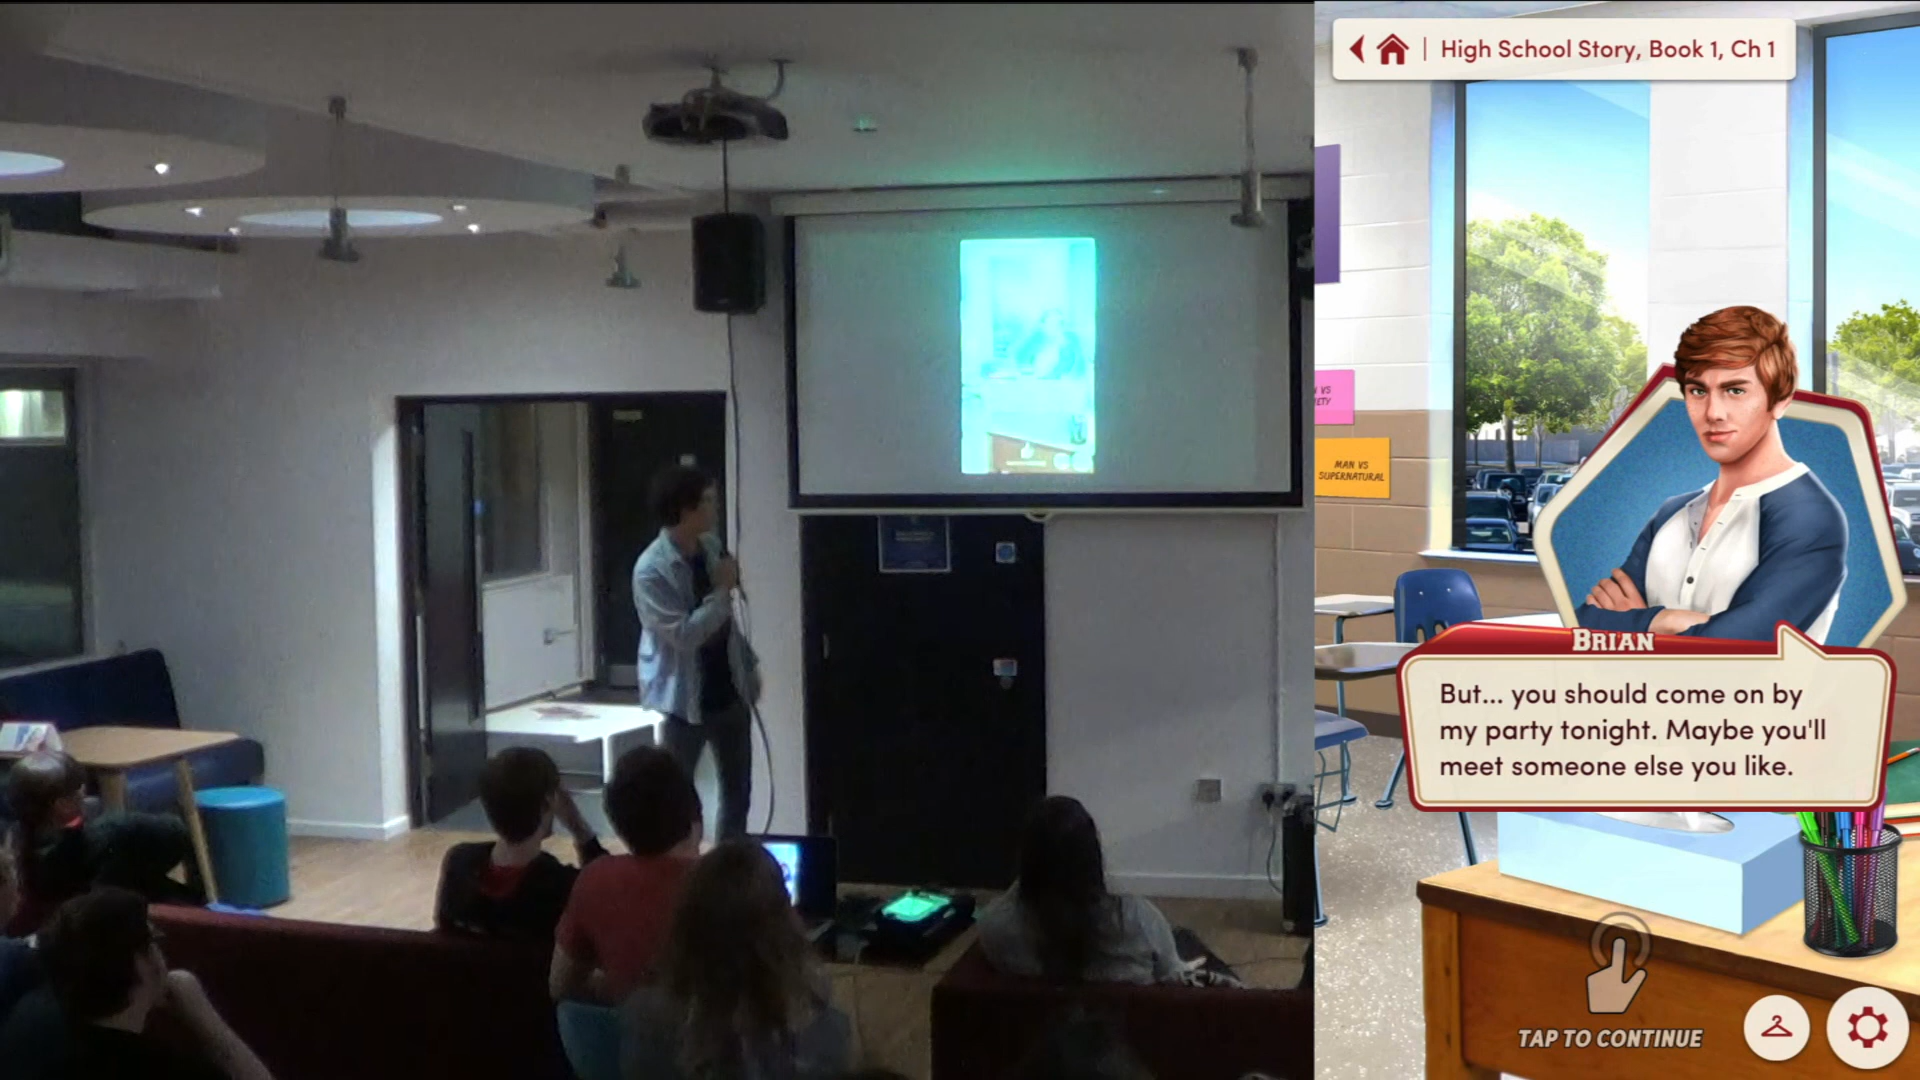 High School Story, Book 1, Ch 1
MAN VS
SUPERNATURAL
BRIAN
But... you should come on by
my party tonight. Maybe you'll
meet someone else you like.
TAP TO CONTINUE